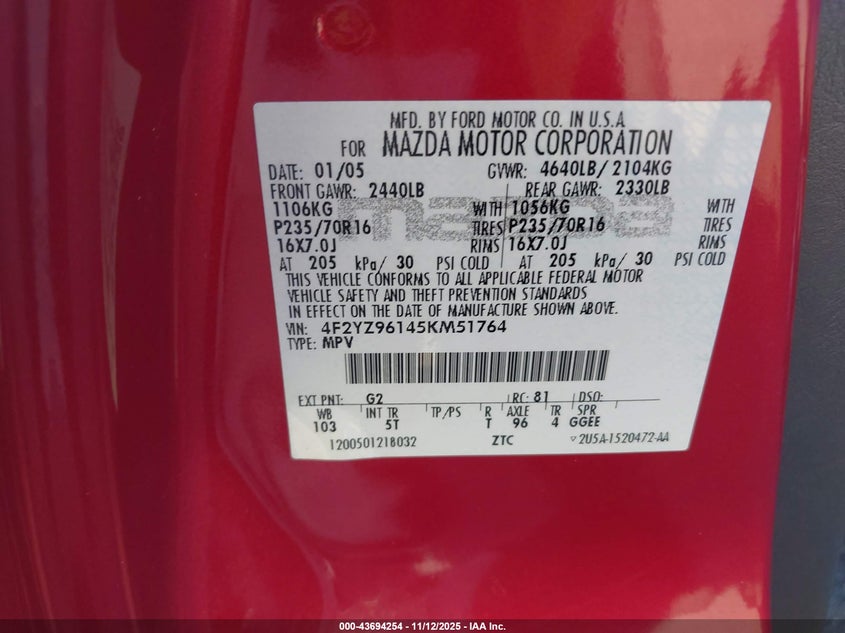 MFD. BY FORD MOTOR CO. IN U.S.A.
FOR MAZDA MOTOR CORPORATION
DATE: 01/05 GVWR: 4640LB/ 2104KG
FRONT GAWR: 2440LB REAR GAWR: 2330LB
1106KG WITH 1056KG WITH
P235/70R16 TIRES P235/70R16 TIRES
16X7.0J RIMS 16X7.0J RIMS
AT 205 kPa/ 30 PSI COLD AT 205 kPa/ 30 PSI COLD
mazda
THIS VEHICLE CONFORMS TO ALL APPLICABLE FEDERAL MOTOR
VEHICLE SAFETY AND THEFT PREVENTION STANDARDS
IN EFFECT ON THE DATE OF MANUFACTURE SHOWN ABOVE.
VIN: 4F2YZ96145KM51764
TYPE: MPV
EXT PNT: G2 RC: 81 DSO:
WB INT TR TP/PS R AXLE TR SPR
103 5T T 96 4 GGEE
1200501218032 ZTC 2U5A-1520472-AA
000-43694254 - 11/12/2025 - IAA Inc.